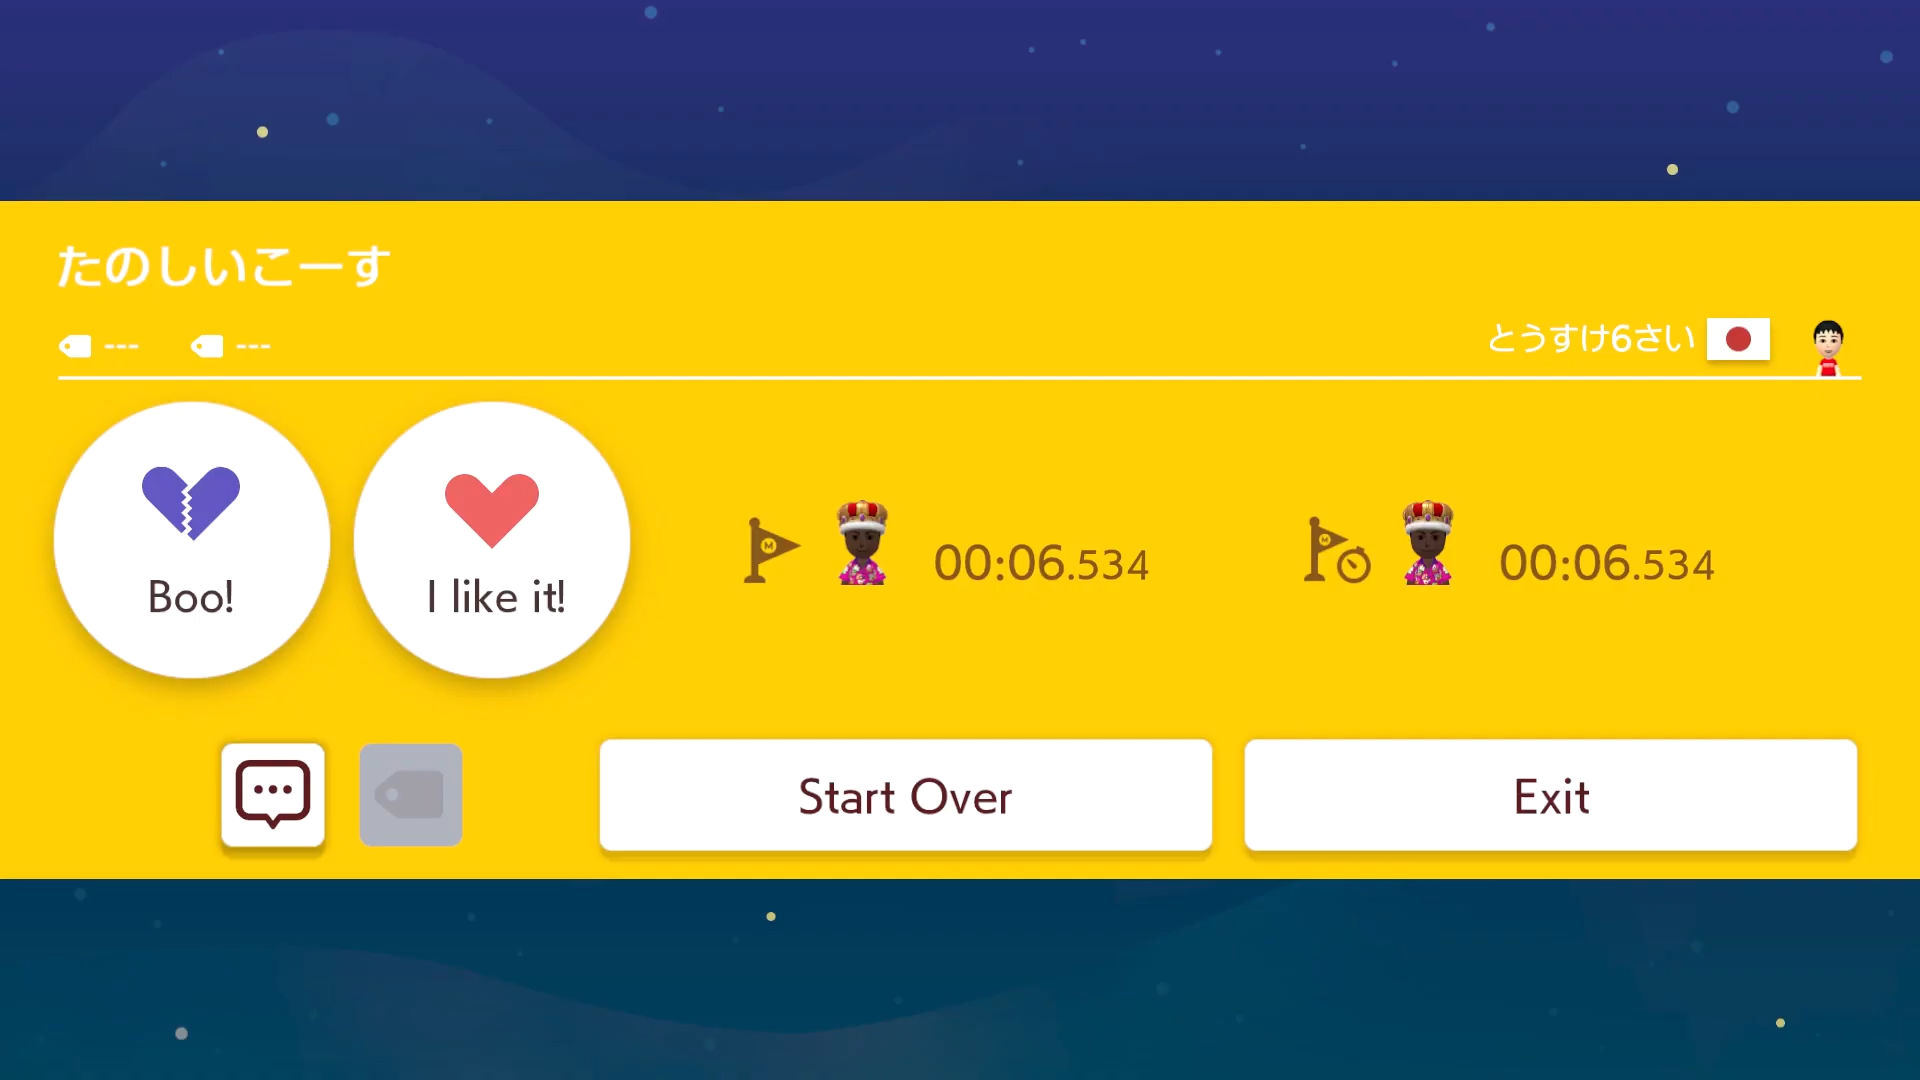 たのしいこーす
--- ---
とうすけ6さい
Boo!
I like it!
M
00:06.534
M
00:06.534
Start Over
Exit